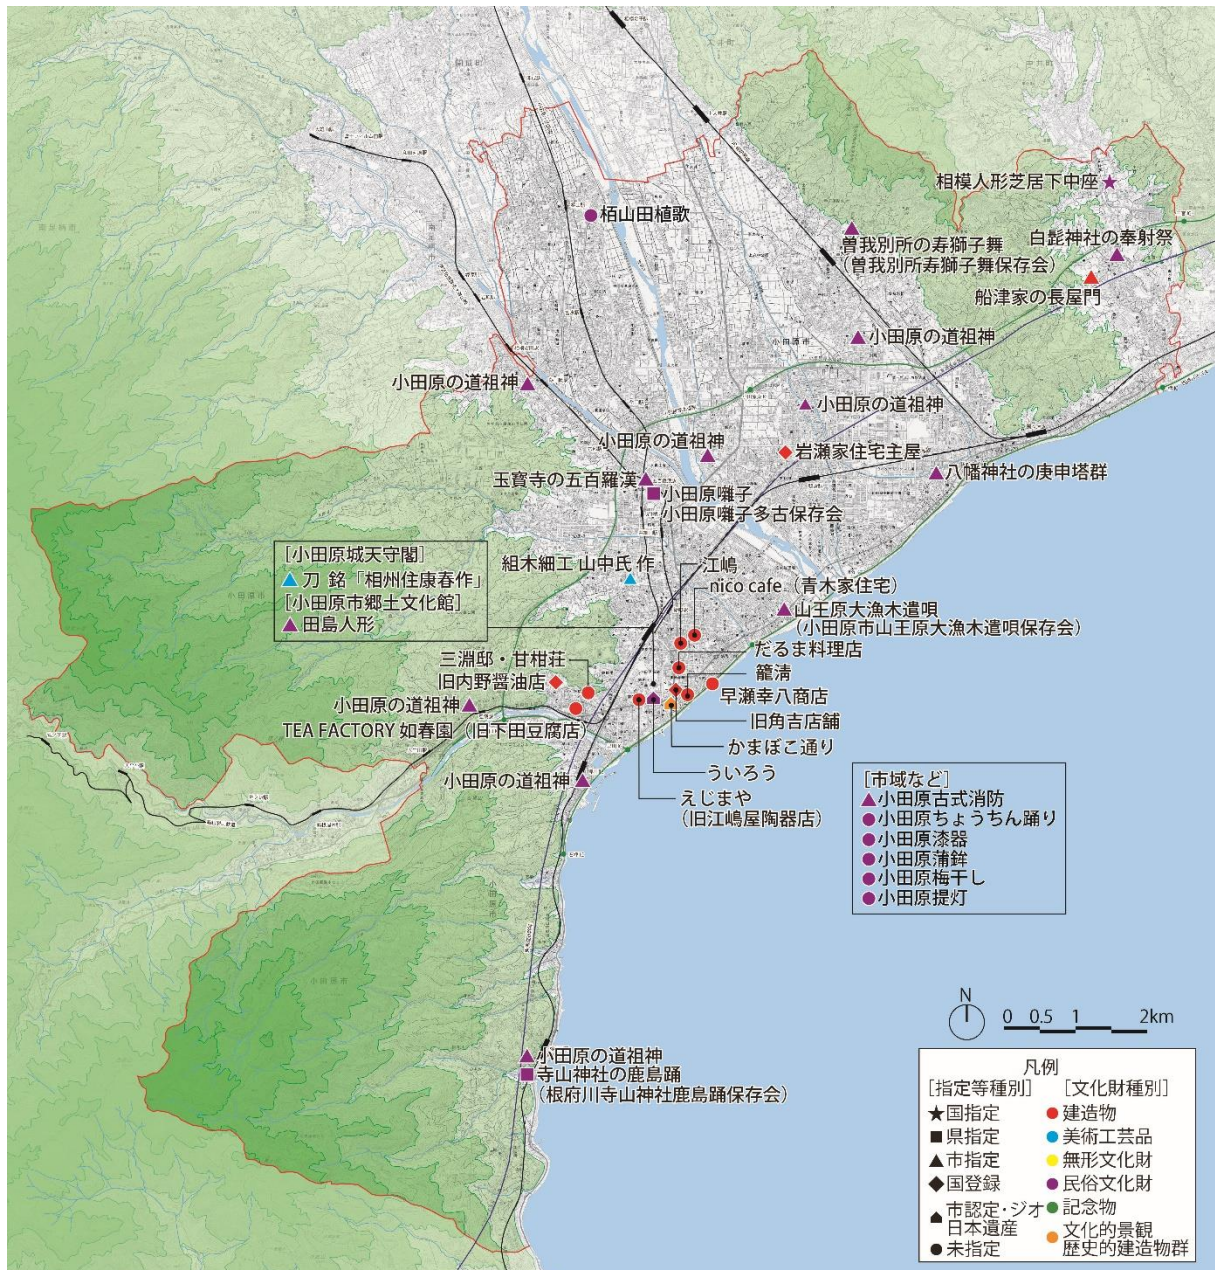 相模人形芝居下中座
栢山田植歌
曽我別所の寿獅子舞
（曽我別所寿獅子舞保存会）
白髭神社の奉射祭
船津家の長屋門
小田原の道祖神
小田原の道祖神
小田原の道祖神
小田原の道祖神
岩瀬家住宅主屋
八幡神社の庚申塔群
玉寳寺の五百羅漢
小田原囃子
小田原囃子多古保存会
[小田原城天守閣]
刀 銘「相州住康春作」
[小田原市郷土文化館]
田島人形
組木細工 山中氏 作
江嶋
nico cafe（青木家住宅）
山王原大漁木遣唄
（小田原市山王原大漁木遣唄保存会）
だるま料理店
籠淸
早瀬幸八商店
旧角吉店舗
かまぼこ通り
ういろう
えじまや
（旧江嶋屋陶器店）
三淵邸・甘柑荘
旧内野醤油店
小田原の道祖神
TEA FACTORY 如春園（旧下田豆腐店）
小田原の道祖神
[市域など]
小田原古式消防
小田原ちょうちん踊り
小田原漆器
小田原蒲鉾
小田原梅干し
小田原提灯
小田原の道祖神
寺山神社の鹿島踊
（根府川寺山神社鹿島踊保存会）
N
0 0.5 1 2km
凡例
[指定等種別] [文化財種別]
国指定 建造物
県指定 美術工芸品
市指定 無形文化財
国登録 民俗文化財
市認定・ジオ 記念物
日本遺産 文化的景観
未指定 歴史的建造物群